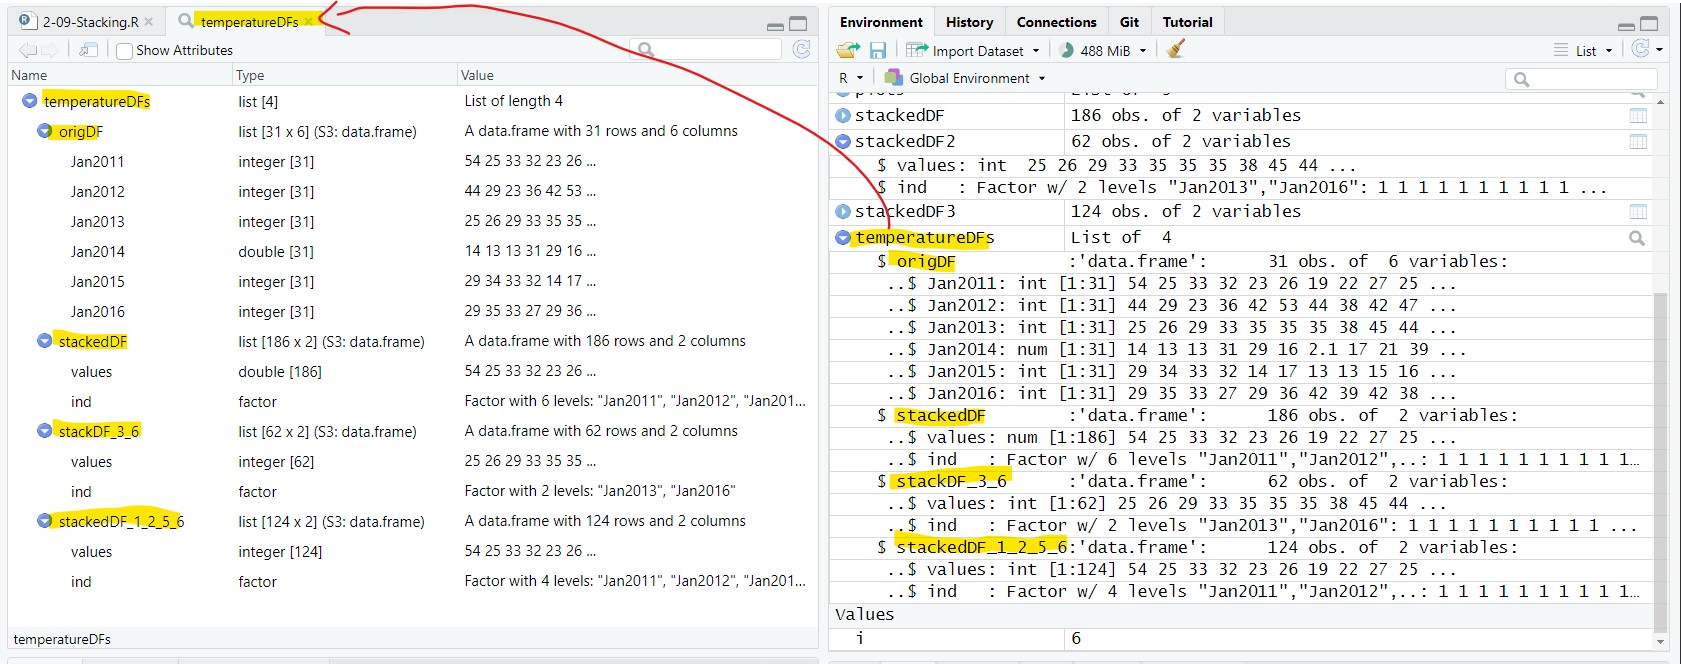 2-09-Stacking.R
temperatureDFs
Show Attributes
Name Type Value
temperatureDFs list [4] List of length 4
origDF list [31 x 6] (S3: data.frame) A data.frame with 31 rows and 6 columns
Jan2011 integer [31] 54 25 33 32 23 26 ...
Jan2012 integer [31] 44 29 23 36 42 53 ...
Jan2013 integer [31] 25 26 29 33 35 35 ...
Jan2014 double [31] 14 13 13 31 29 16 ...
Jan2015 integer [31] 29 34 33 32 14 17 ...
Jan2016 integer [31] 29 35 33 27 29 36 ...
stackedDF list [186 x 2] (S3: data.frame) A data.frame with 186 rows and 2 columns
values double [186] 54 25 33 32 23 26 ...
ind factor Factor with 6 levels: "Jan2011", "Jan2012", "Jan201...
stackDF_3_6 list [62 x 2] (S3: data.frame) A data.frame with 62 rows and 2 columns
values integer [62] 25 26 29 33 35 35 ...
ind factor Factor with 2 levels: "Jan2013", "Jan2016"
stackedDF_1_2_5_6 list [124 x 2] (S3: data.frame) A data.frame with 124 rows and 2 columns
values integer [124] 54 25 33 32 23 26 ...
ind factor Factor with 4 levels: "Jan2011", "Jan2012", "Jan201...
temperatureDFs
Environment History Connections Git Tutorial
Import Dataset 488 MiB List
R Global Environment
stackedDF 186 obs. of 2 variables
stackedDF2 62 obs. of 2 variables
$ values: int 25 26 29 33 35 35 35 38 45 44 ...
$ ind : Factor w/ 2 levels "Jan2013","Jan2016": 1 1 1 1 1 1 1 1 1 1 ...
stackedDF3 124 obs. of 2 variables
temperatureDFs List of 4
$ origDF :'data.frame': 31 obs. of 6 variables:
..$ Jan2011: int [1:31] 54 25 33 32 23 26 19 22 27 25 ...
..$ Jan2012: int [1:31] 44 29 23 36 42 53 44 38 42 47 ...
..$ Jan2013: int [1:31] 25 26 29 33 35 35 35 38 45 44 ...
..$ Jan2014: num [1:31] 14 13 13 31 29 16 2.1 17 21 39 ...
..$ Jan2015: int [1:31] 29 34 33 32 14 17 13 13 15 16 ...
..$ Jan2016: int [1:31] 29 35 33 27 29 36 42 39 42 38 ...
$ stackedDF :'data.frame': 186 obs. of 2 variables:
..$ values: num [1:186] 54 25 33 32 23 26 19 22 27 25 ...
..$ ind : Factor w/ 6 levels "Jan2011","Jan2012",..: 1 1 1 1 1 1 1 1 1 1...
$ stackDF_3_6 :'data.frame': 62 obs. of 2 variables:
..$ values: int [1:62] 25 26 29 33 35 35 35 38 45 44 ...
..$ ind : Factor w/ 2 levels "Jan2013","Jan2016": 1 1 1 1 1 1 1 1 1 1 ...
$ stackedDF_1_2_5_6:'data.frame': 124 obs. of 2 variables:
..$ values: int [1:124] 54 25 33 32 23 26 19 22 27 25 ...
..$ ind : Factor w/ 4 levels "Jan2011","Jan2012",..: 1 1 1 1 1 1 1 1 1 1...
Values
i 6